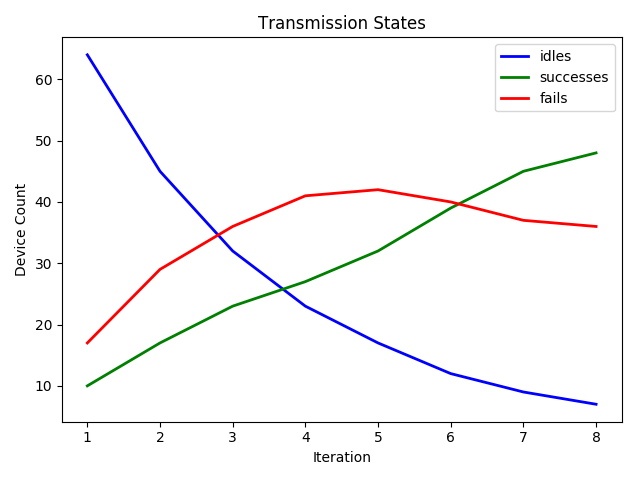 Transmission States
idles
successes
fails
Device Count
60
50
40
30
20
10
1 2 3 4 5 6 7 8
Iteration